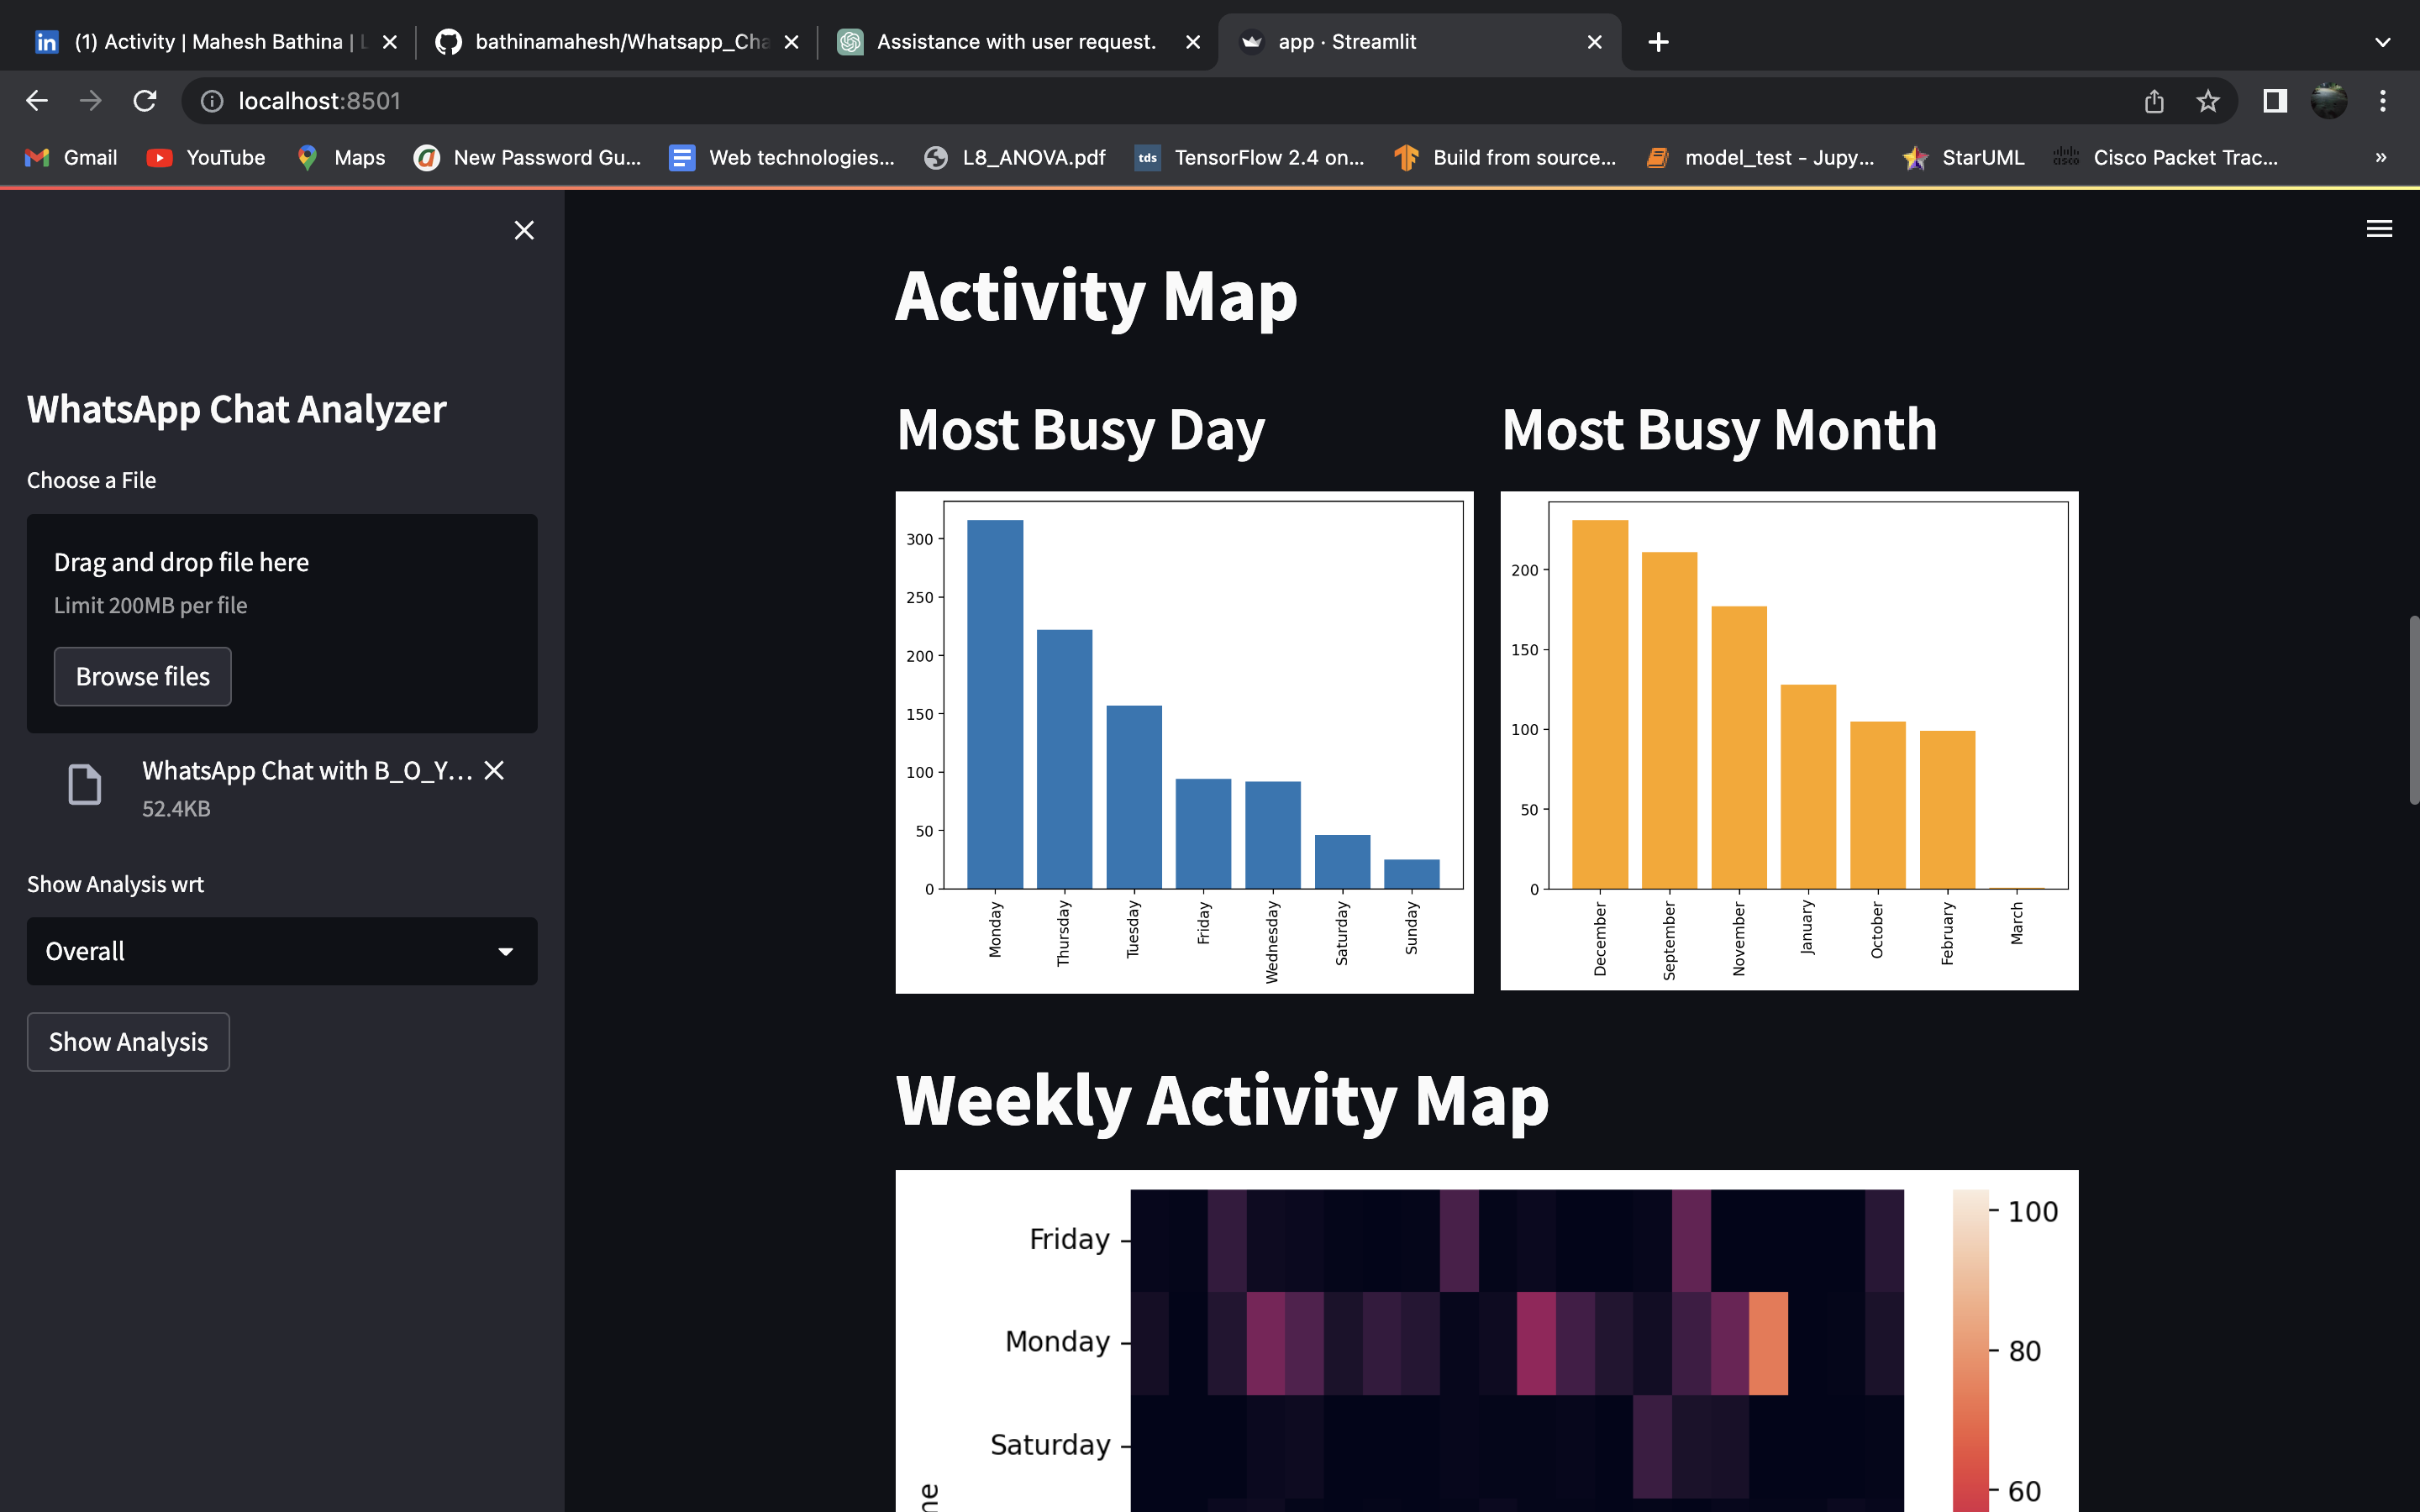 (1) Activity | Mahesh Bathina | L
bathinamahesh/Whatsapp_Cha
Assistance with user request.
app · Streamlit
localhost:8501
Gmail
YouTube
Maps
New Password Gu...
Web technologies...
L8_ANOVA.pdf
tds
TensorFlow 2.4 on...
Build from source...
model_test - Jupy...
StarUML
cisco
Cisco Packet Trac...
»
WhatsApp Chat Analyzer
Choose a File
Drag and drop file here
Limit 200MB per file
Browse files
WhatsApp Chat with B_O_Y...
52.4KB
Show Analysis wrt
Overall
Show Analysis
Activity Map
Most Busy Day
300
250
200
150
100
50
0
Monday
Thursday
Tuesday
Friday
Wednesday
Saturday
Sunday
Most Busy Month
200
150
100
50
0
December
September
November
January
October
February
March
Weekly Activity Map
Friday
Monday
Saturday
100
80
60